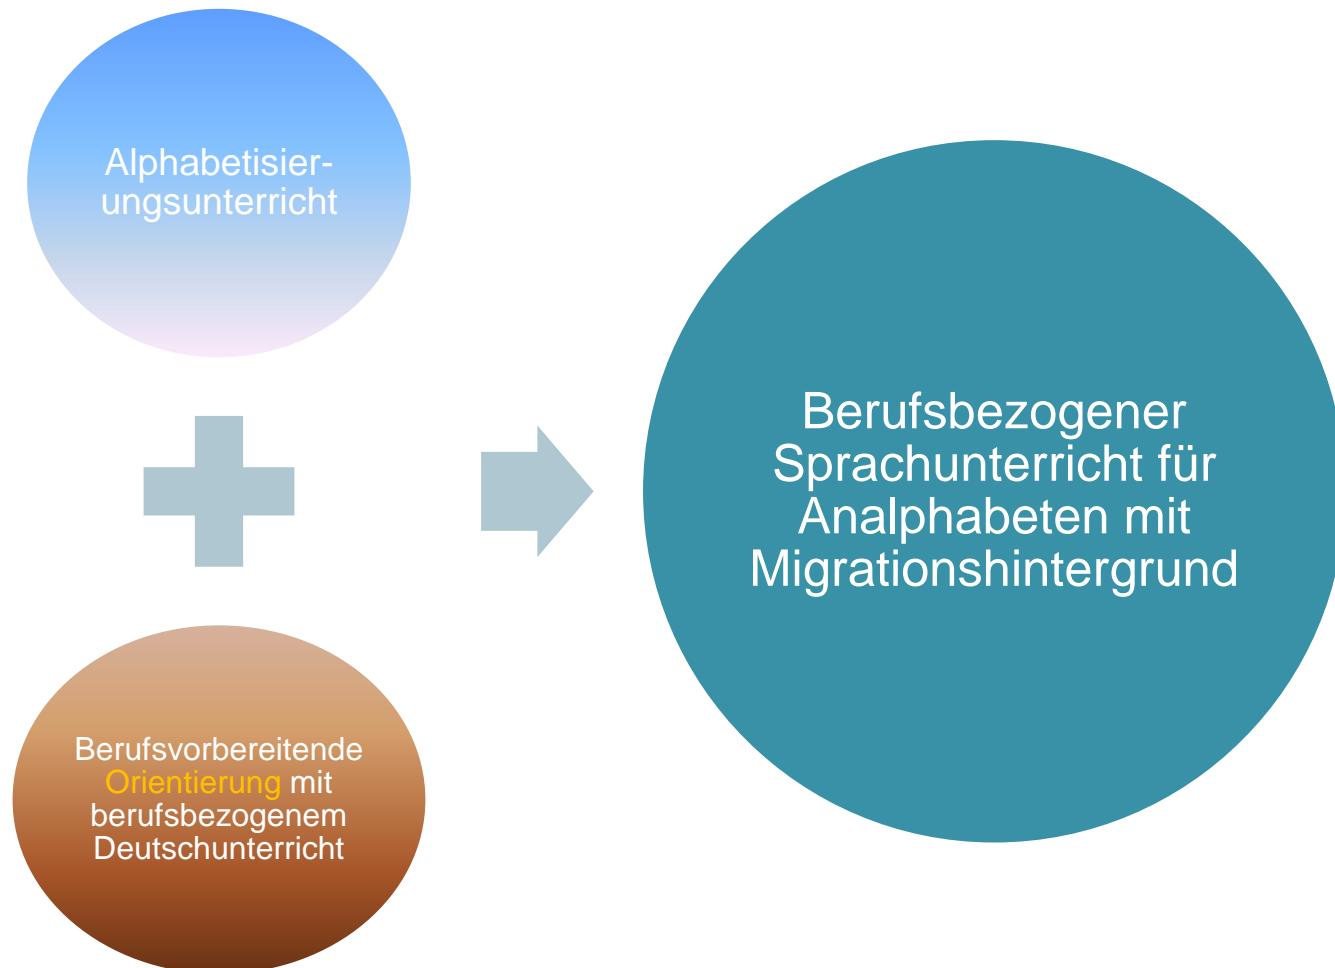 Alphabetisier-
ungsunterricht
Berufsvorbereitende
Orientierung mit
berufsbezogenem
Deutschunterricht
Berufsbezogener
Sprachunterricht für
Analphabeten mit
Migrationshintergrund